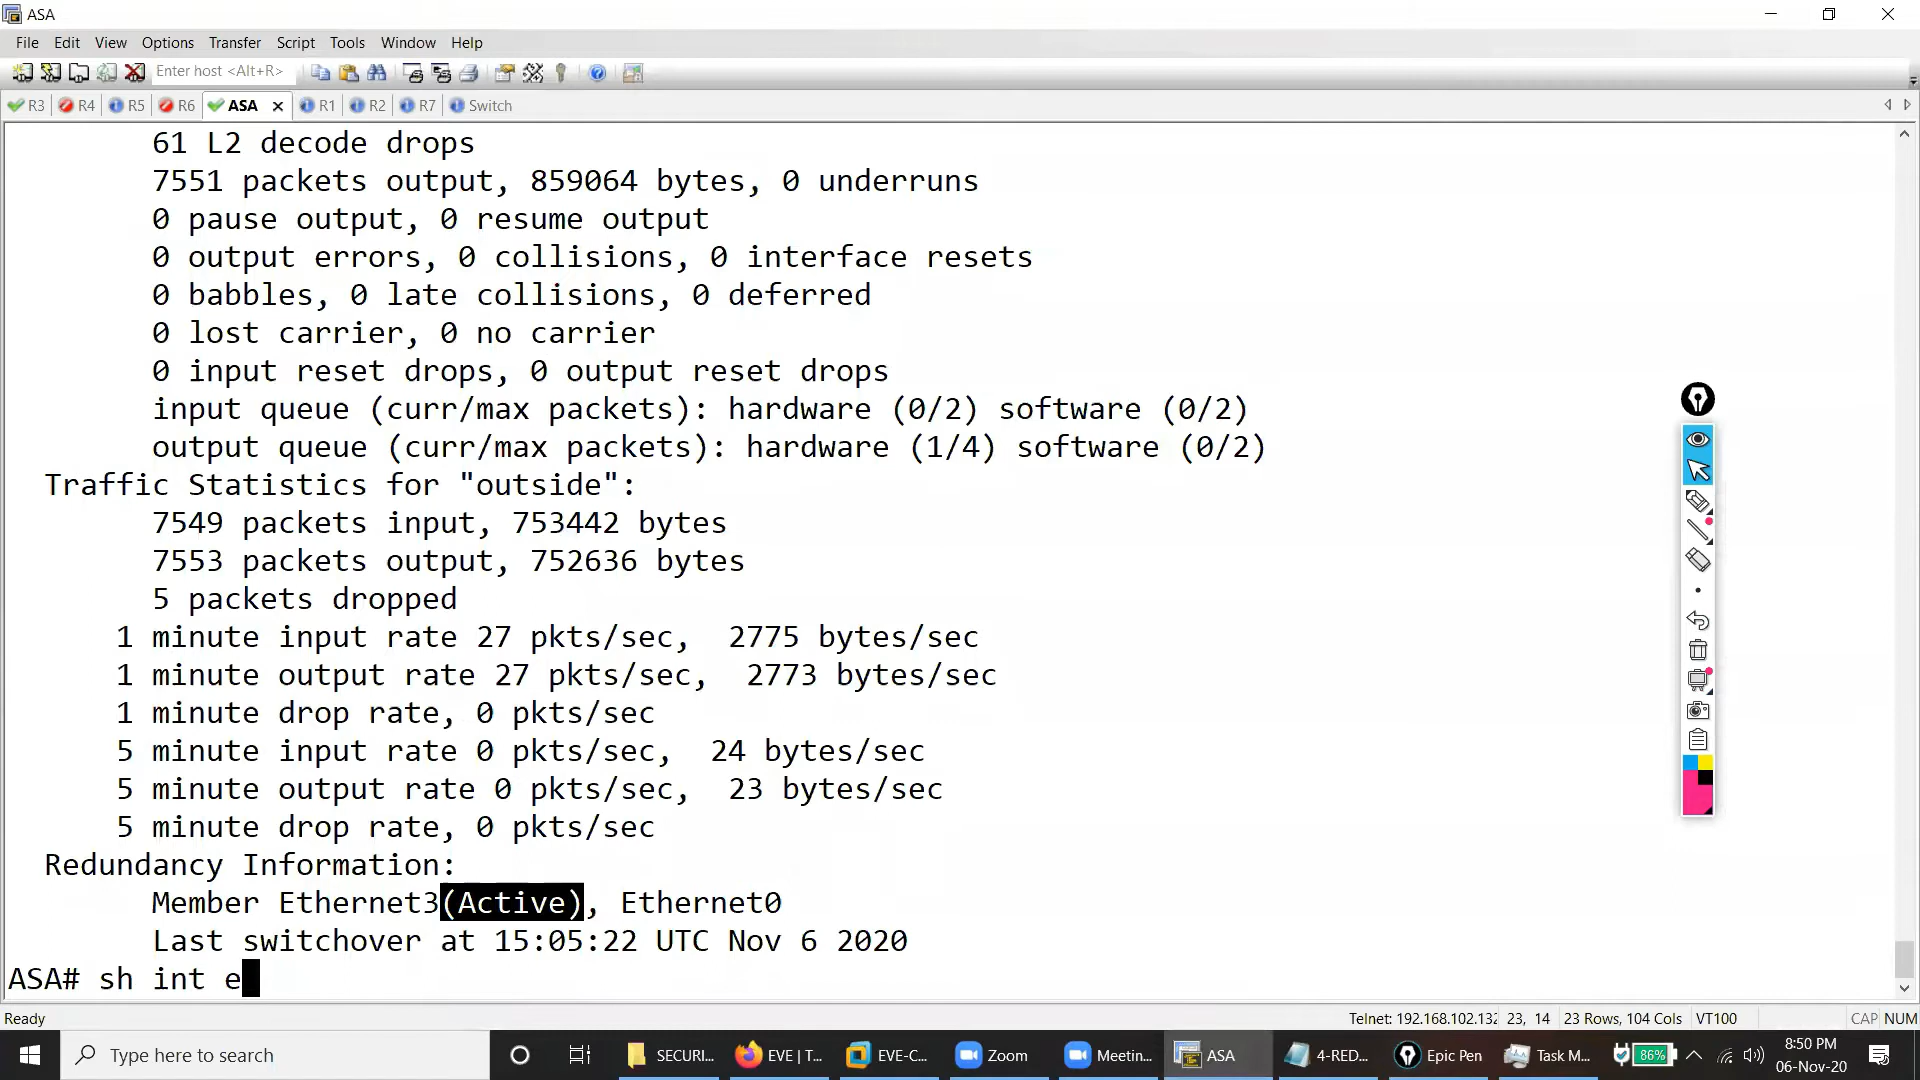 ASA
File Edit View Options Transfer Script Tools Window Help
Enter host <Alt+R>
R3 R4 R5 R6 ASA R1 R2 R7 Switch
61 L2 decode drops
7551 packets output, 859064 bytes, 0 underruns
0 pause output, 0 resume output
0 output errors, 0 collisions, 0 interface resets
0 babbles, 0 late collisions, 0 deferred
0 lost carrier, 0 no carrier
0 input reset drops, 0 output reset drops
input queue (curr/max packets): hardware (0/2) software (0/2)
output queue (curr/max packets): hardware (1/4) software (0/2)
Traffic Statistics for "outside":
7549 packets input, 753442 bytes
7553 packets output, 752636 bytes
5 packets dropped
1 minute input rate 27 pkts/sec,  2775 bytes/sec
1 minute output rate 27 pkts/sec,  2773 bytes/sec
1 minute drop rate, 0 pkts/sec
5 minute input rate 0 pkts/sec,  24 bytes/sec
5 minute output rate 0 pkts/sec,  23 bytes/sec
5 minute drop rate, 0 pkts/sec
Redundancy Information:
Member Ethernet3(Active), Ethernet0
Last switchover at 15:05:22 UTC Nov 6 2020
ASA# sh int e
Ready Telnet: 192.168.102.132 23, 14 23 Rows, 104 Cols VT100 CAP NUM
Type here to search SECURI... EVE | T... EVE-C... Zoom Meetin... ASA 4-RED... Epic Pen Task M... 86% 8:50 PM
06-Nov-20